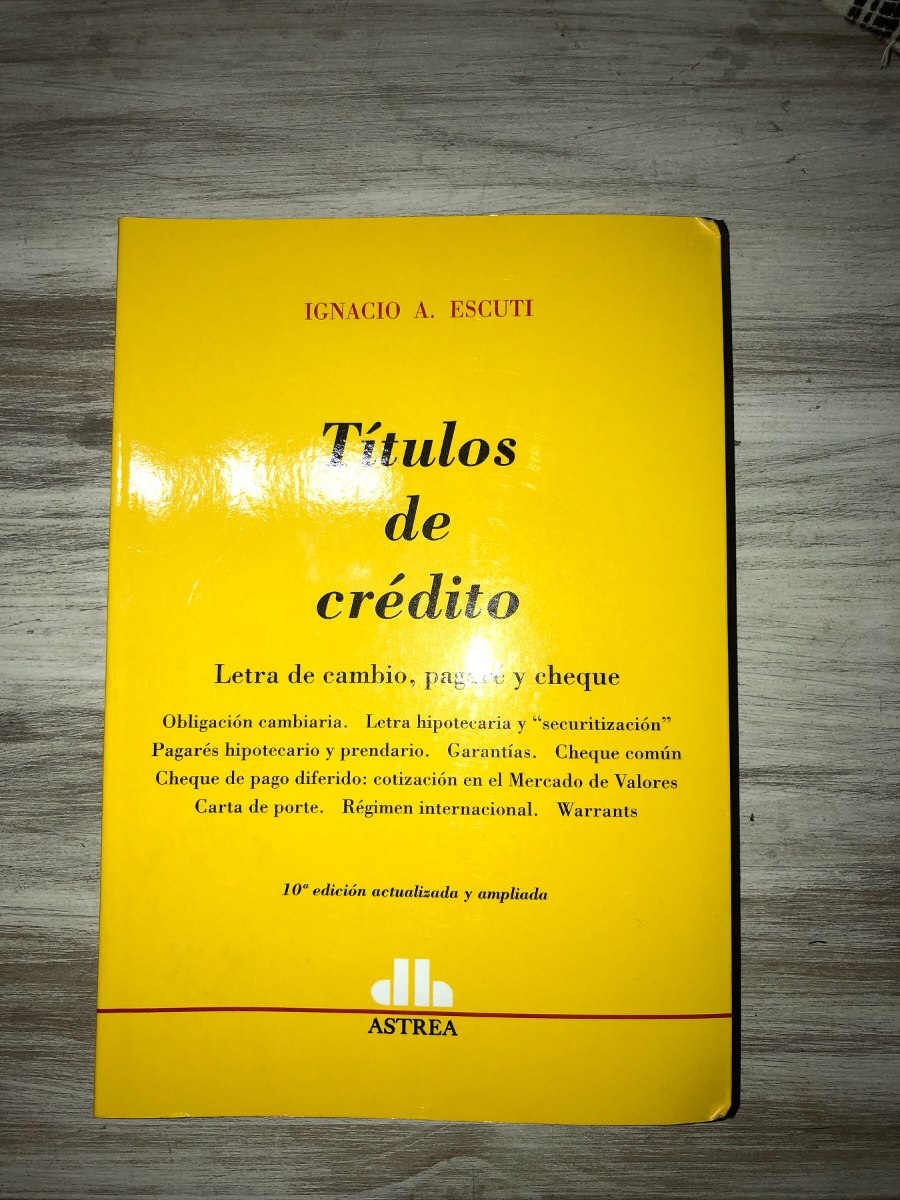 IGNACIO A. ESCUTI
Títulos
de
crédito
Letra de cambio, pagaré y cheque
Obligación cambiaria. Letra hipotecaria y “securitización”
Pagarés hipotecario y prendario. Garantías. Cheque común
Cheque de pago diferido: cotización en el Mercado de Valores
Carta de porte. Régimen internacional. Warrants
10ª edición actualizada y ampliada
ASTREA